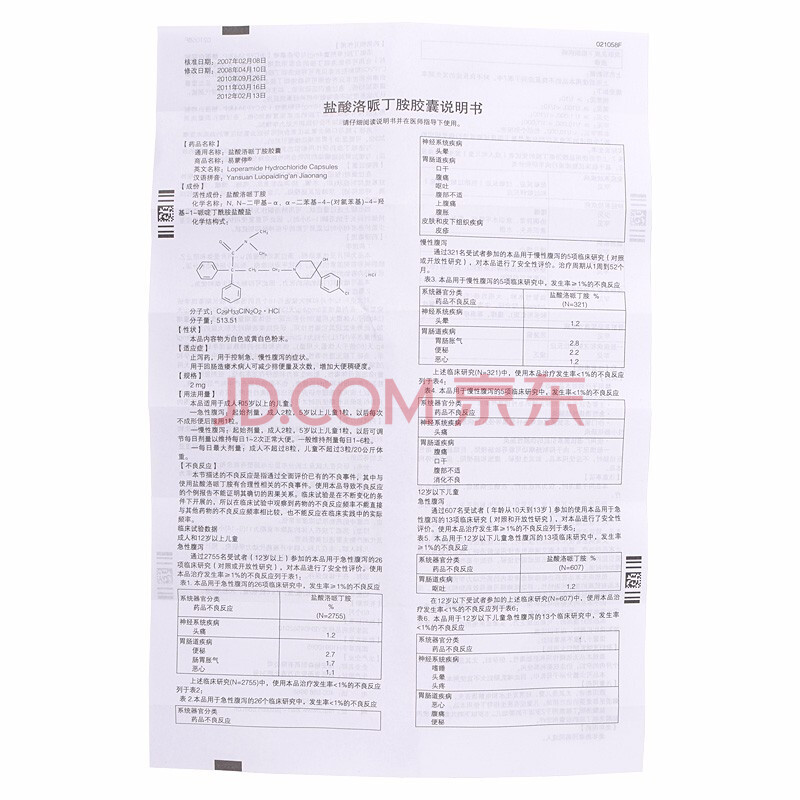 021058F
核准日期：2007年02月08日
修改日期：2008年04月10日
2010年09月26日
2011年03月16日
2012年02月13日
盐酸洛哌丁胺胶囊说明书
请仔细阅读说明书并在医师指导下使用。
【药品名称】
通用名称：盐酸洛哌丁胺胶囊
商品名称：易蒙停®
英文名称：Loperamide Hydrochloride Capsules
汉语拼音：Yansuan Luopaiding'an Jiaonang
【成份】
活性成份：盐酸洛哌丁胺
化学名称：N, N-二甲基-α, α-二苯基-4-(对氯苯基)-4-羟
基-1-哌啶丁酰胺盐酸盐
化学结构式：
分子式：C29H33ClN2O2・HCl
分子量：513.51
【性状】
本品内容物为白色或黄白色粉末。
【适应症】
止泻药，用于控制急、慢性腹泻的症状。
用于回肠造瘘术病人可减少排便量及次数，增加大便稠硬度。
【规格】
2 mg
【用法用量】
本品适用于成人和5岁以上的儿童。
—急性腹泻：起始剂量，成人2粒，5岁以上儿童1粒，以后每次
不成形便后服用1粒。
—慢性腹泻：起始剂量，成人2粒，5岁以上儿童1粒，以后可调
节每日剂量以维持每日1-2次正常大便。一般维持剂量每日1-6粒。
—每日最大剂量：成人不超过8粒，儿童不超过3粒/20公斤体
重。
【不良反应】
本节描述的不良反应是指通过全面评价已有的不良事件，其中与
使用盐酸洛哌丁胺有合理性相关的不良事件。使用本品导致不良反应
的个别报告不能证明其确切的因果关系。临床试验是在不断变化的条
件下开展的，所以在临床试验中观察到药物的不良反应频率不能直接
与其他药物的不良反应频率相比较，也不能反应在临床实践中的实际
频率。
临床试验数据
成人和12岁以上儿童
急性腹泻
通过2755名受试者（12岁以上）参加的本品用于急性腹泻的26
项临床研究（对照或开放性研究），对本品进行了安全性评价。使用
本品治疗发生率≥1%的不良反应列于表1：
表1. 本品用于急性腹泻的26项临床研究中，发生率≥1%的不良反应
系统器官分类
药品不良反应
盐酸洛哌丁胺
%
(N=2755)
神经系统疾病
头痛 1.2
胃肠道疾病
便秘 2.7
肠胃胀气 1.7
恶心 1.1
上述临床研究(N=2755)中，使用本品治疗发生率<1%的不良反应
列于表2；
表 2.本品用于急性腹泻的26个临床研究中，发生率<1%的不良反应
系统器官分类
药品不良反应
神经系统疾病
头晕
胃肠道疾病
口干
腹痛
呕吐
腹部不适
上腹痛
腹胀
皮肤和皮下组织疾病
皮疹
慢性腹泻
通过321名受试者参加的本品用于慢性腹泻的5项临床研究（对照
或开放性研究），对本品进行了安全性评价。治疗周期从1周到52个
月。
表3. 本品用于慢性腹泻的5项临床研究中，发生率≥1%的不良反应
系统器官分类
药品不良反应
盐酸洛哌丁胺 %
(N=321)
神经系统疾病
头晕 1.2
胃肠道疾病
胃肠胀气 2.8
便秘 2.2
恶心 1.2
上述临床研究(N=321)中，使用本品治疗发生率<1%的不良反应
列于表4；
表4. 本品用于慢性腹泻的5项临床研究中，发生率<1%的不良反应
系统器官分类
药品不良反应
神经系统疾病
头痛
胃肠道疾病
腹痛
口干
腹部不适
消化不良
12岁以下儿童
急性腹泻
通过607名受试者（年龄从10天到13岁）参加的使用本品用于急
性腹泻的13项临床研究（对照和开放性研究），对本品进行了安全性
评价。使用本品治疗发生率≥1%的不良反应列于表5；
表5. 本品用于12岁以下儿童急性腹泻的13项临床研究中，发生率
≥1%的不良反应
系统器官分类
药品不良反应
盐酸洛哌丁胺 %
(N=607)
胃肠道疾病
呕吐 1.2
在12岁以下受试者参加的上述临床研究(N=607)中，使用本品治
疗发生率<1%的不良反应列于表6；
表6. 本品用于12岁以下儿童急性腹泻的13个临床研究中，发生率
<1%的不良反应
系统器官分类
药品不良反应
神经系统疾病
嗜睡
头晕
头疼
胃肠道疾病
恶心
腹痛
便秘
JD.COM 京东